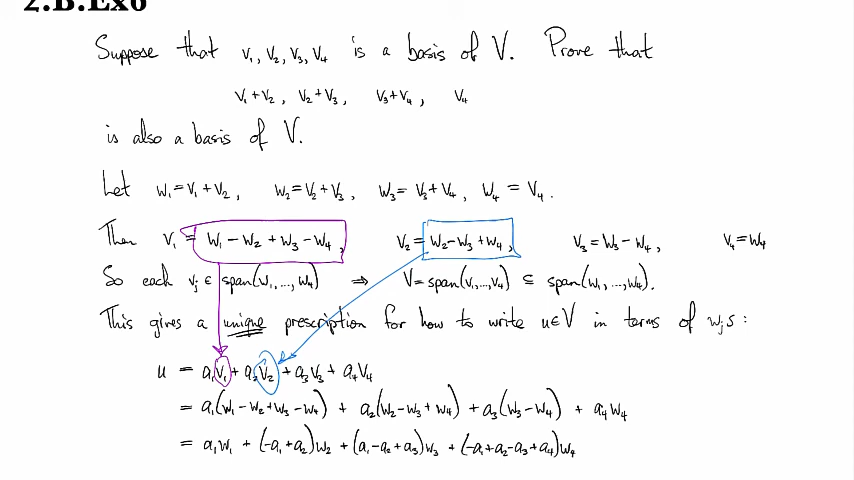 2.B.Ex6
Suppose that v₁, v₂, v₃, v₄ is a basis of V. Prove that
v₁+v₂, v₂+v₃, v₃+v₄, v₄
is also a basis of V.
Let w₁=v₁+v₂, w₂=v₂+v₃, w₃=v₃+v₄, w₄=v₄.
Then v₁= w₁-w₂+w₃-w₄, v₂= w₂-w₃+w₄, v₃=w₃-w₄, v₄=w₄
So each vⱼ ∈ span(w₁,...,w₄) ⇒ V=span(v₁,...,v₄) ⊆ span(w₁,...,w₄).
This gives a unique prescription for how to write u∈V in terms of wⱼs:
u = a₁v₁ + a₂v₂ + a₃v₃ + a₄v₄
= a₁(w₁-w₂+w₃-w₄) + a₂(w₂-w₃+w₄) + a₃(w₃-w₄) + a₄w₄
= a₁w₁ + (-a₁+a₂)w₂ + (a₁-a₂+a₃)w₃ + (-a₁+a₂-a₃+a₄)w₄